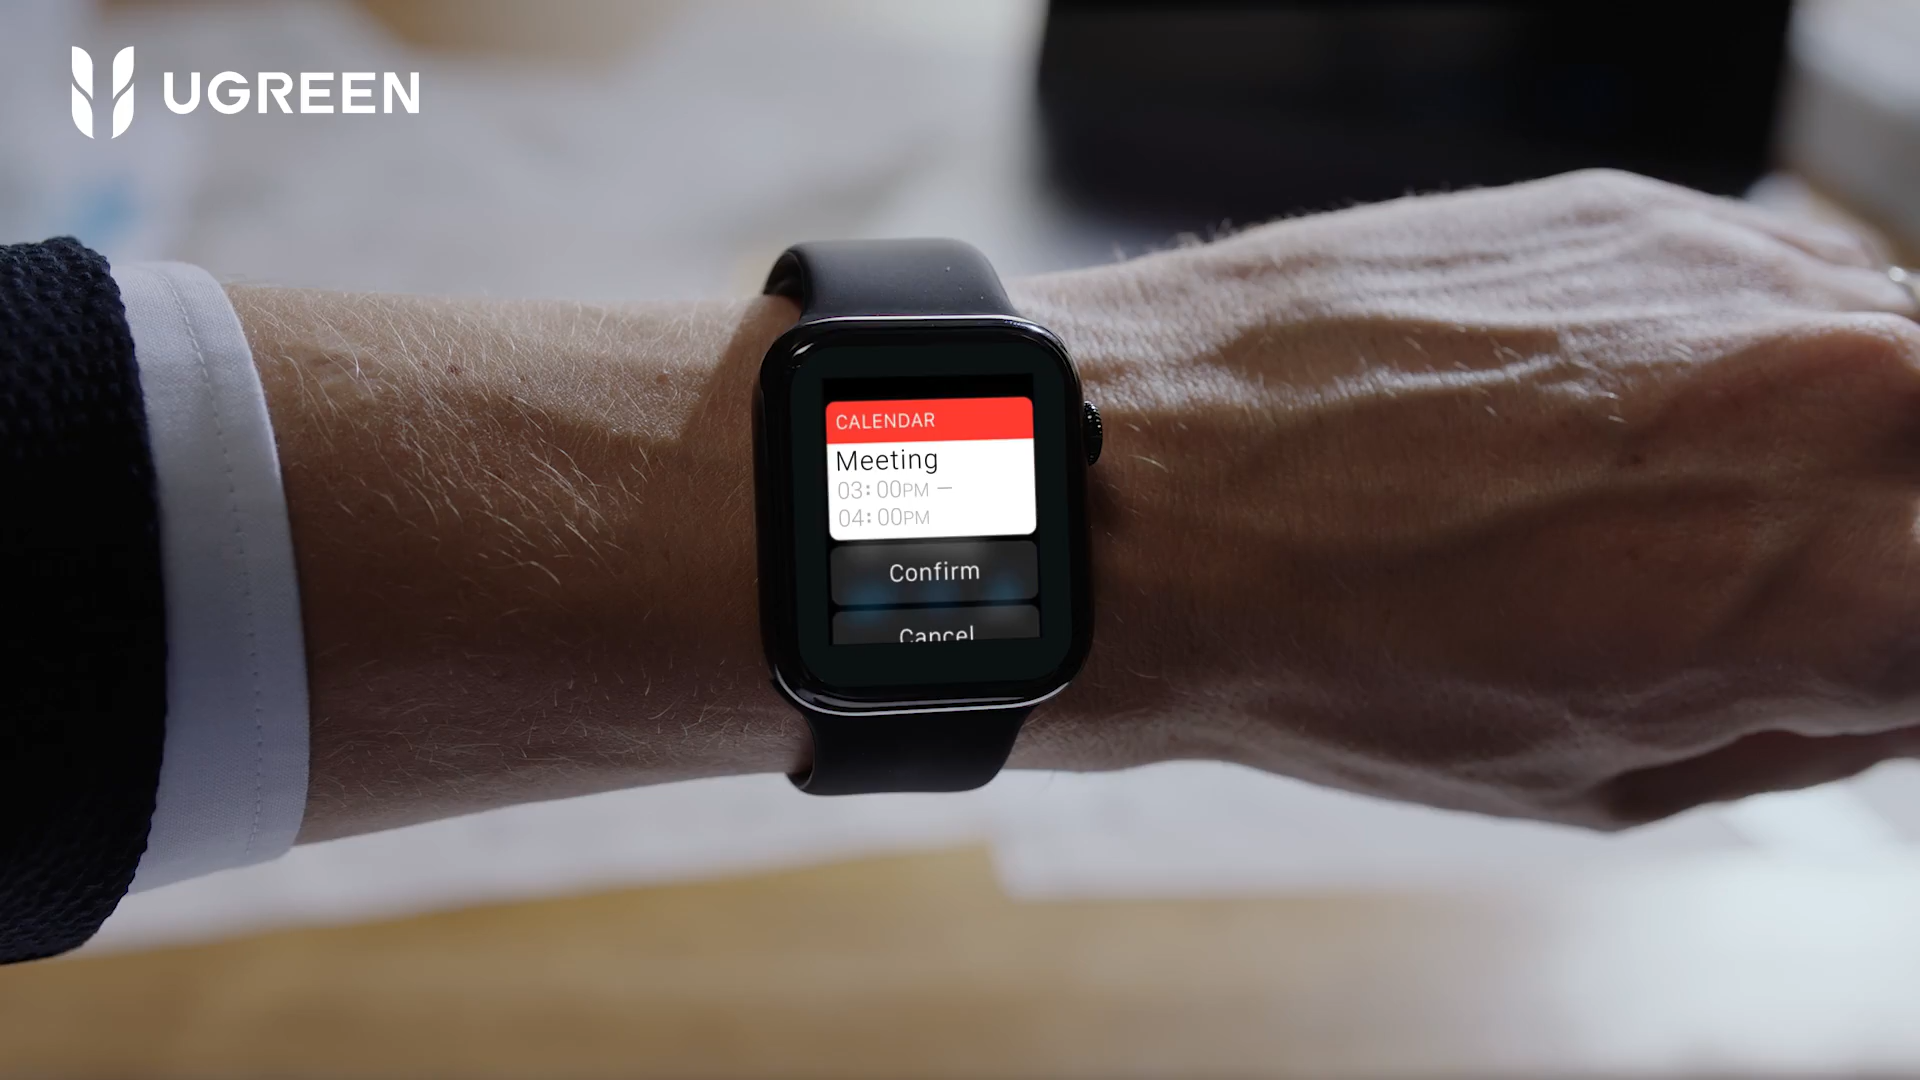 UGREEN
CALENDAR
Meeting
03:00PM —
04:00PM
Confirm
Cancel